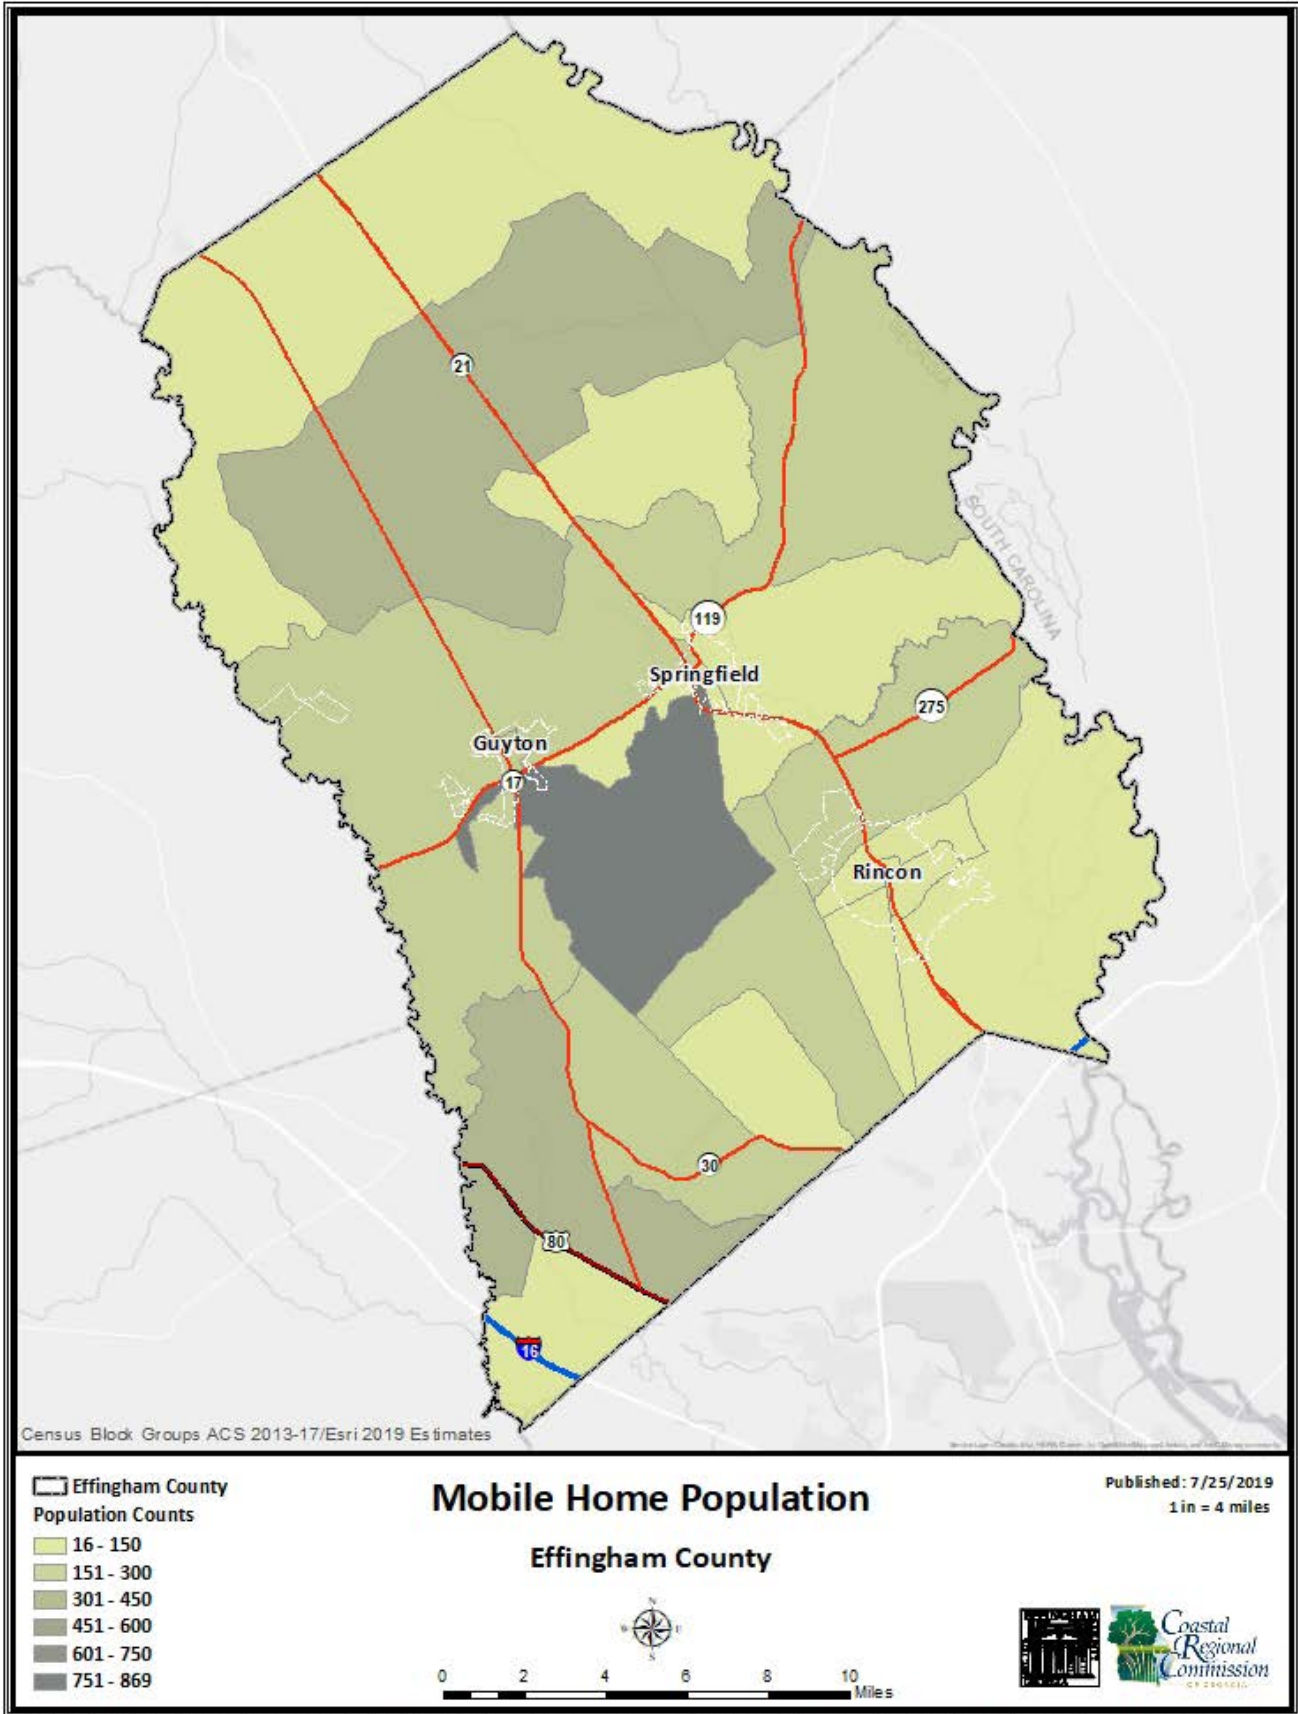 GEORGIA
21
SOUTH CAROLINA
119
Springfield
275
Guyton
17
Rincon
30
80
16
Census Block Groups ACS 2013-17/Esri 2019 Estimates
Effingham County
Population Counts
16 - 150
151 - 300
301 - 450
451 - 600
601 - 750
751 - 869
Mobile Home Population
Effingham County
N
W E
S
0 2 4 6 8 10
Miles
Published: 7/25/2019
1 in = 4 miles
Coastal
Regional
Commission
OF GEORGIA